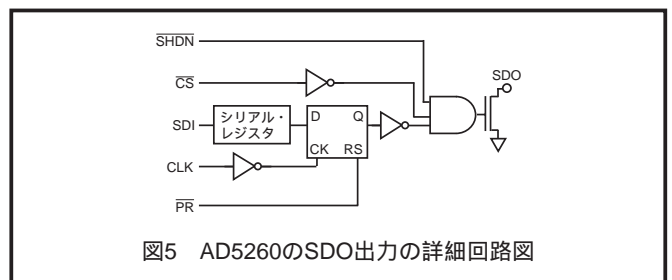 SHDN
CS
SDI
シリアル・
レジスタ
D
Q
CK
RS
CLK
PR
SDO
図5 AD5260のSDO出力の詳細回路図